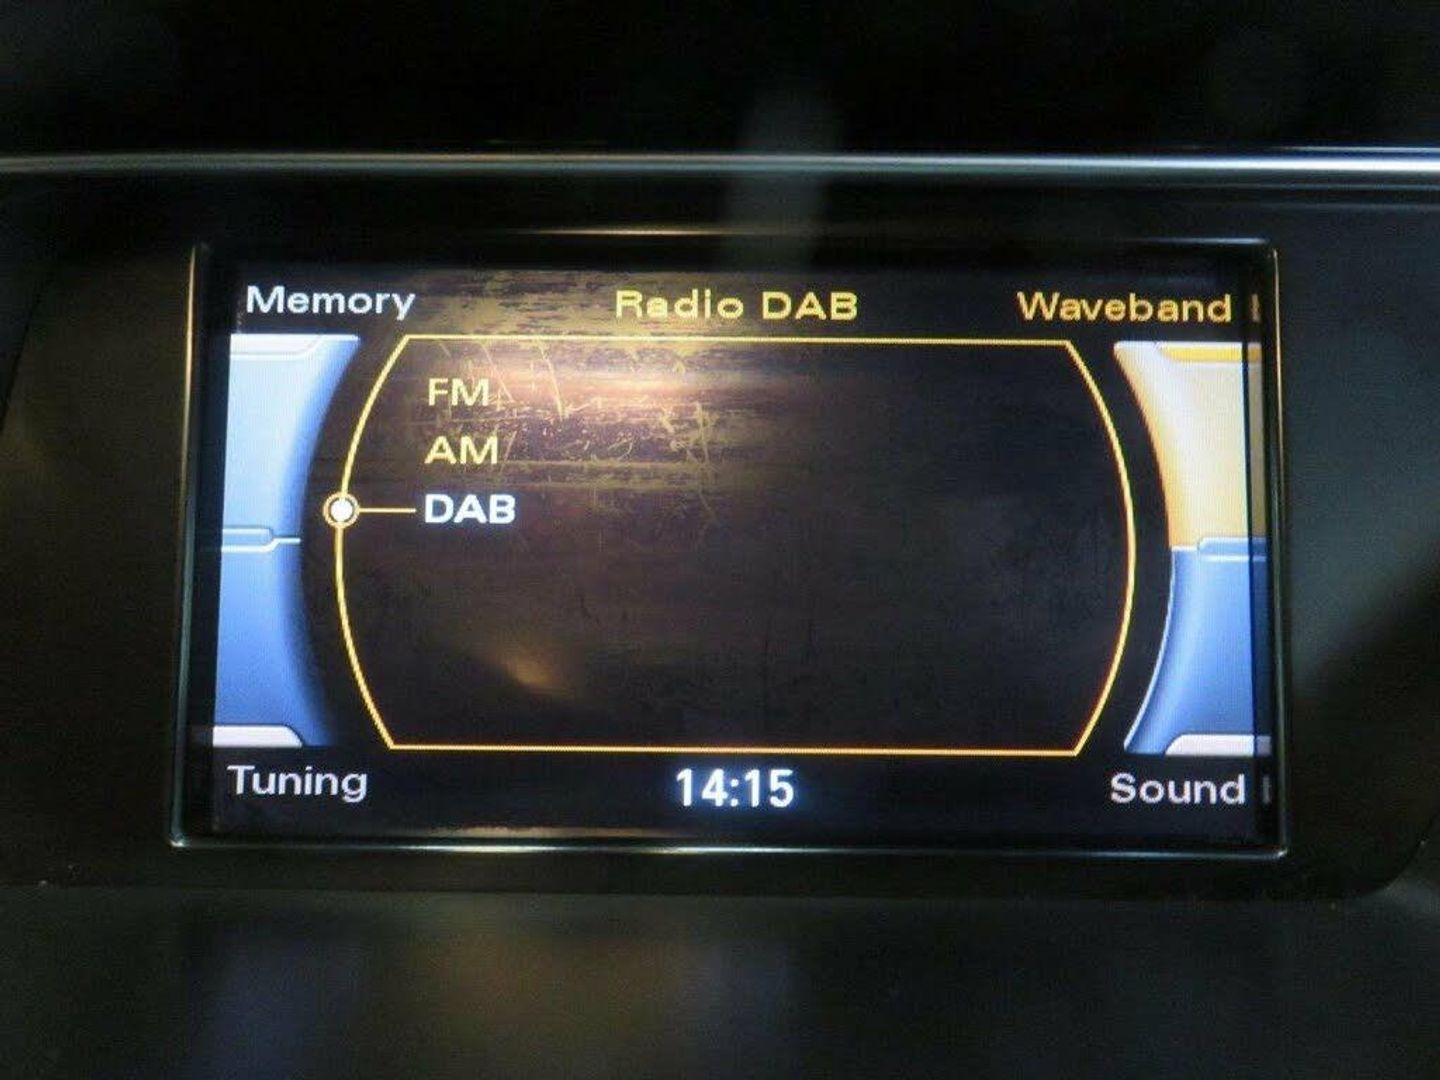 Memory Radio DAB Waveband
FM
AM
DAB
Tuning 14:15 Sound